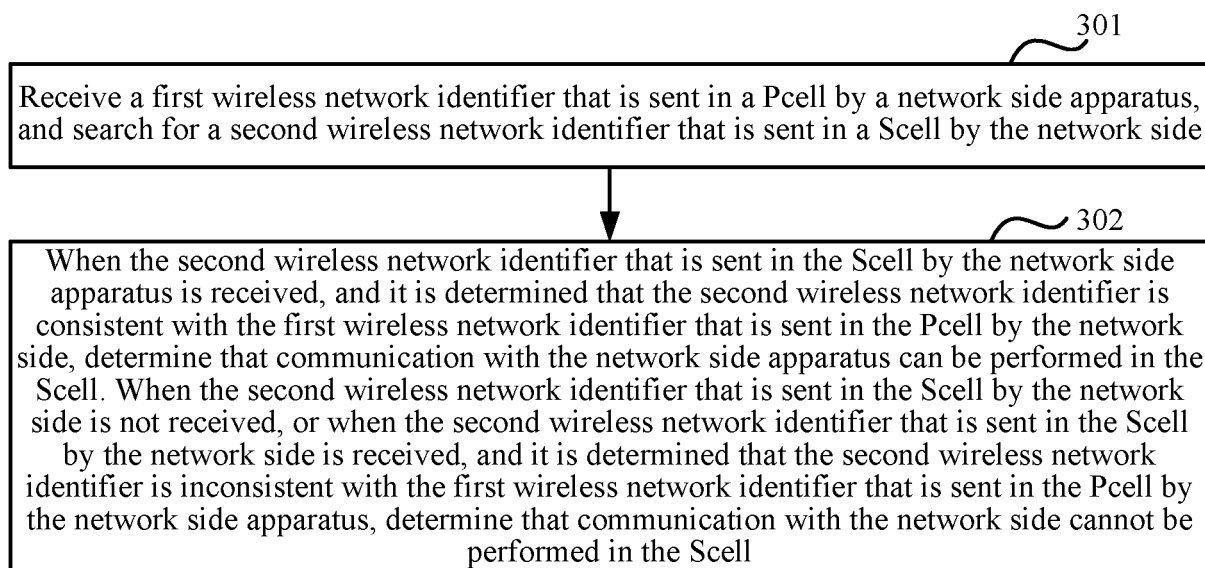 301
Receive a first wireless network identifier that is sent in a Pcell by a network side apparatus,
and search for a second wireless network identifier that is sent in a Scell by the network side
302
When the second wireless network identifier that is sent in the Scell by the network side
apparatus is received, and it is determined that the second wireless network identifier is
consistent with the first wireless network identifier that is sent in the Pcell by the network
side, determine that communication with the network side apparatus can be performed in the
Scell. When the second wireless network identifier that is sent in the Scell by the network
side is not received, or when the second wireless network identifier that is sent in the Scell
by the network side is received, and it is determined that the second wireless network
identifier is inconsistent with the first wireless network identifier that is sent in the Pcell by
the network side apparatus, determine that communication with the network side cannot be
performed in the Scell